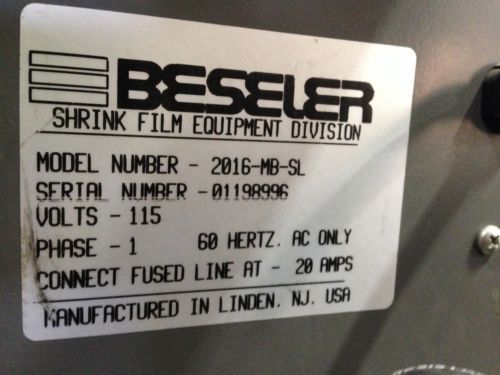 BESELER
SHRINK FILM EQUIPMENT DIVISION
MODEL NUMBER - 2016-MB-SL
SERIAL NUMBER -01198996
VOLTS - 115
PHASE - 1 60 HERTZ. AC ONLY
CONNECT FUSED LINE AT - 20 AMPS
MANUFACTURED IN LINDEN. NJ. USA